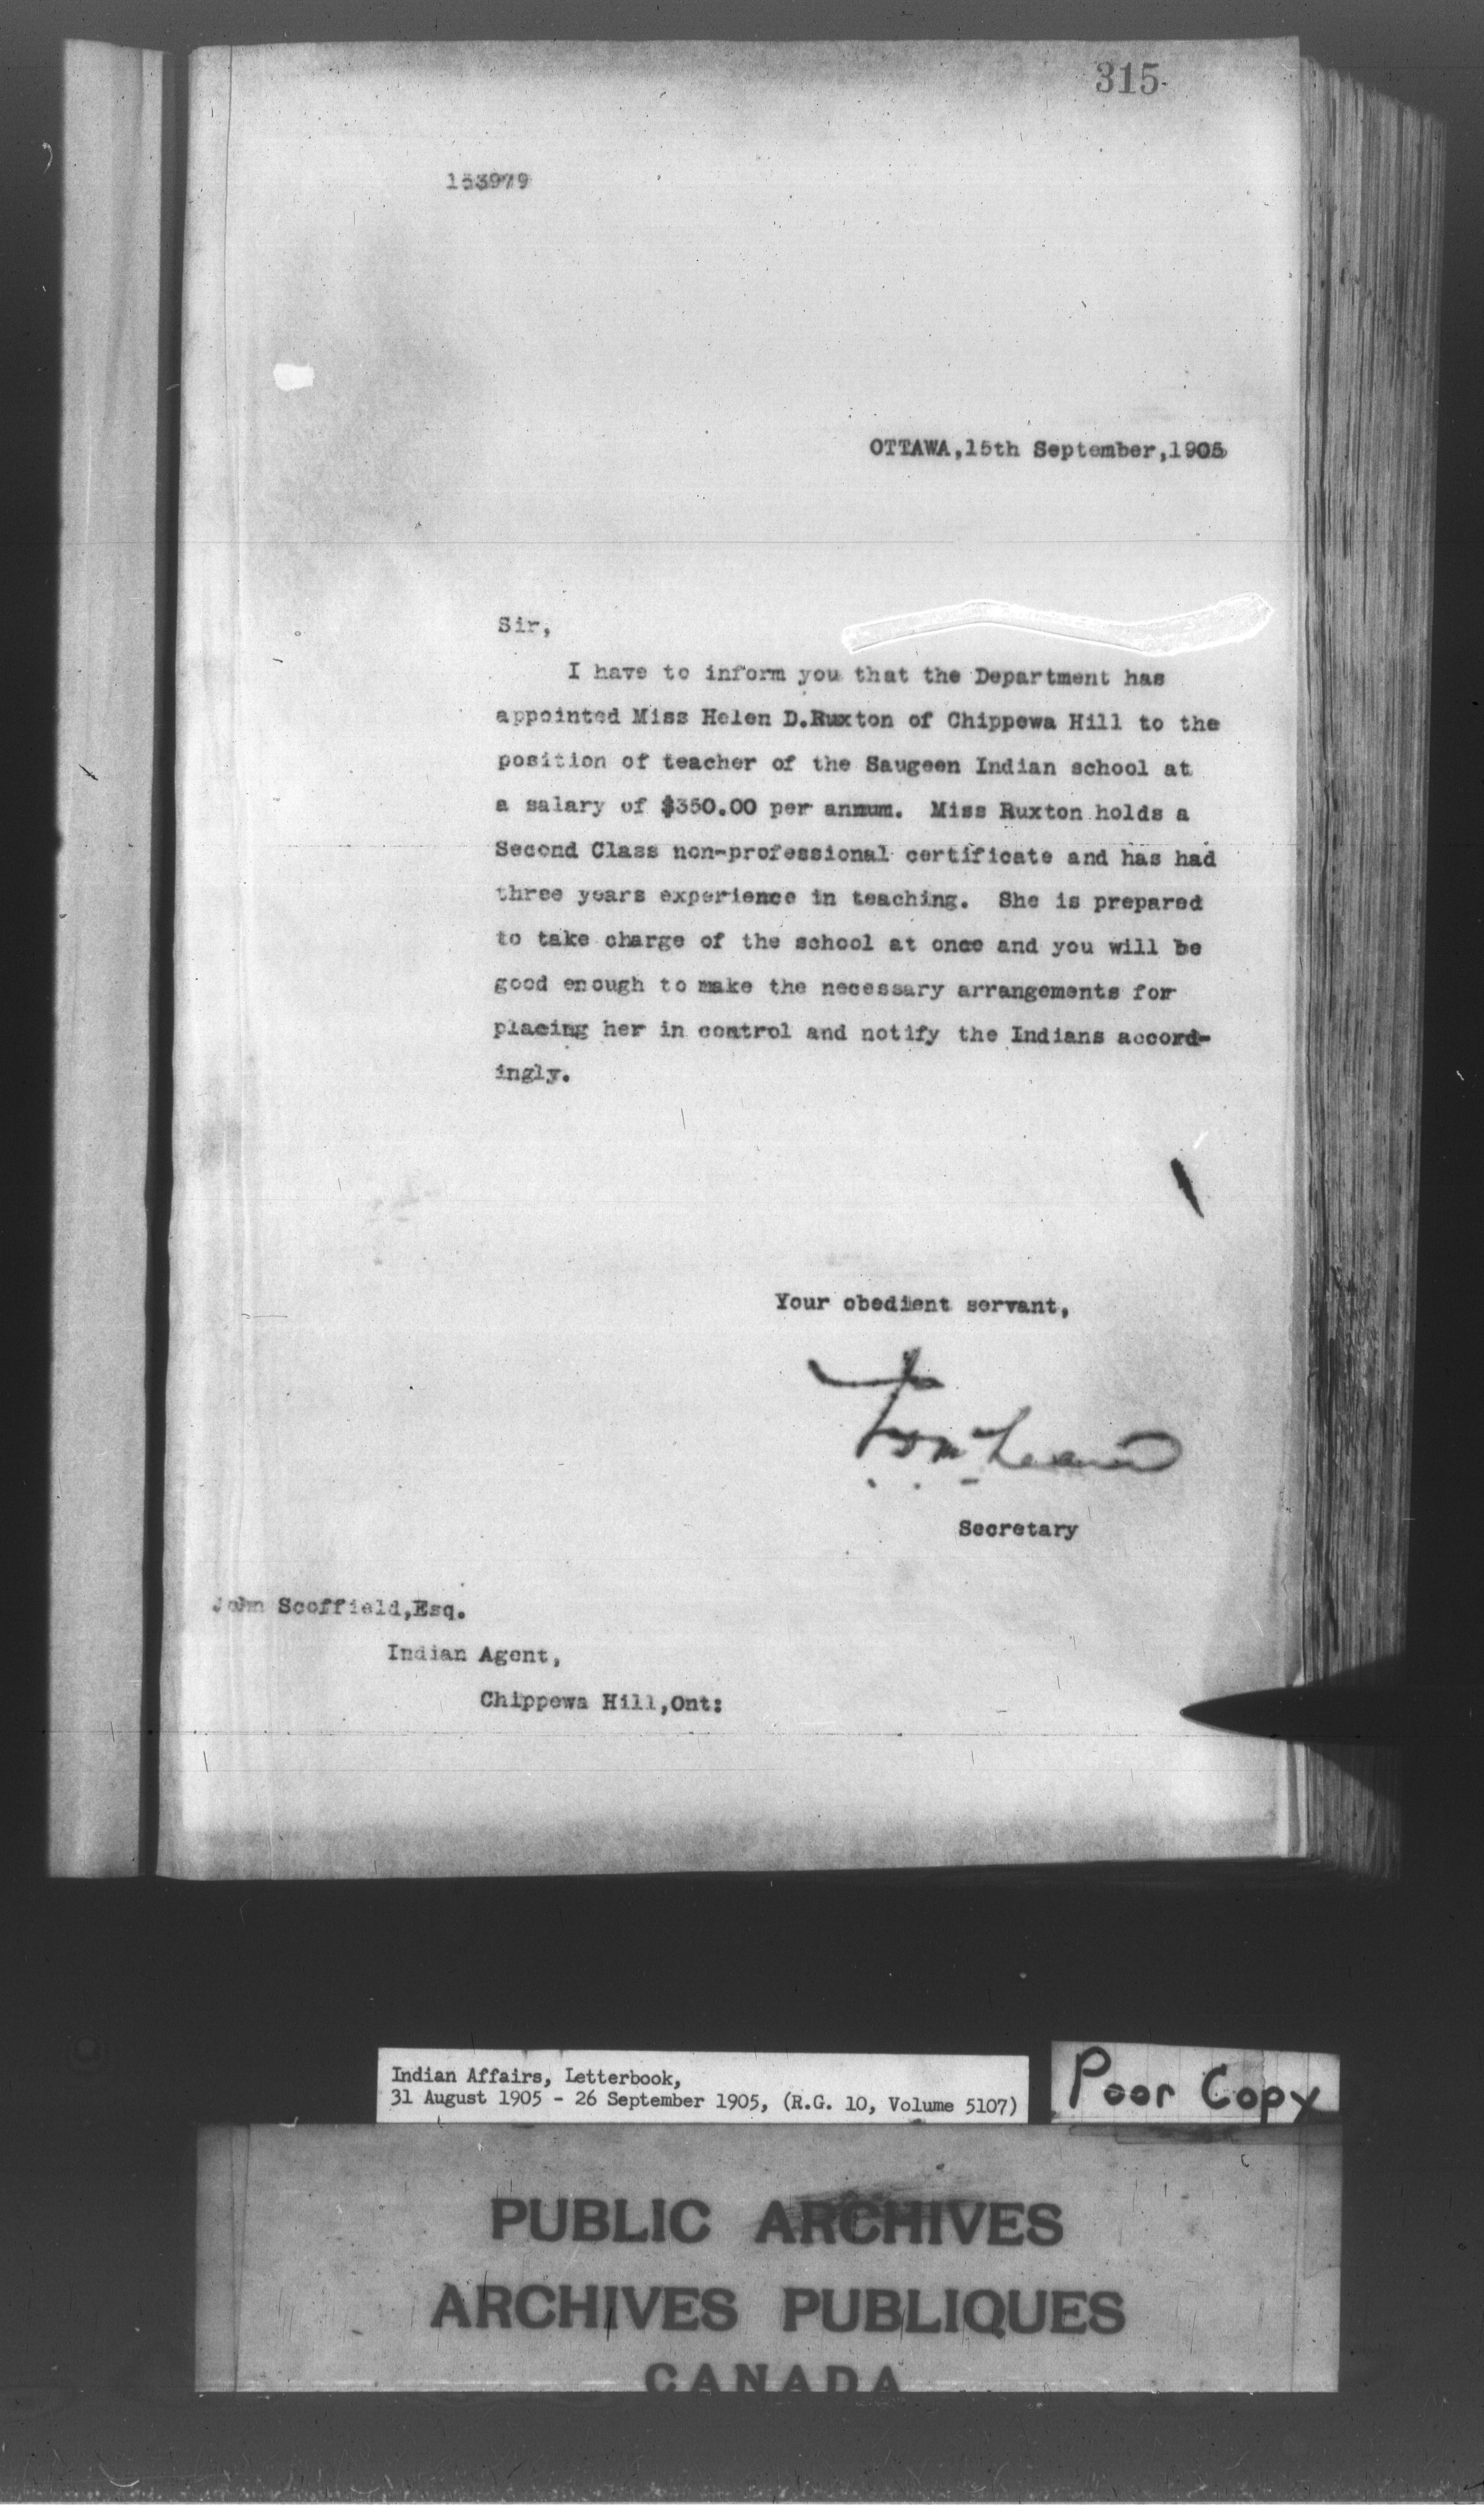 315
153979
OTTAWA,15th September,1905
Sir,
I have to inform you that the Department has
appointed Miss Helen D.Ruxton of Chippewa Hill to the
position of teacher of the Saugeen Indian school at
a salary of $350.00 per annum. Miss Ruxton holds a
Second Class non-professional certificate and has had
three years experience in teaching. She is prepared
to take charge of the school at once and you will be
good enough to make the necessary arrangements for
placing her in control and notify the Indians accord-
ingly.
Your obedient servant,
Secretary
John Scoffield,Esq.
Indian Agent,
Chippewa Hill,Ont:
Indian Affairs, Letterbook,
31 August 1905 - 26 September 1905, (R.G. 10, Volume 5107)
Poor Copy
PUBLIC ARCHIVES
ARCHIVES PUBLIQUES
CANADA